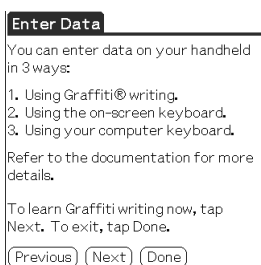 Enter Data
You can enter data on your handheld
in 3 ways:
1. Using Graffiti® writing.
2. Using the on-screen keyboard.
3. Using your computer keyboard.
Refer to the documentation for more
details.
To learn Graffiti writing now, tap
Next. To exit, tap Done.
Previous Next Done